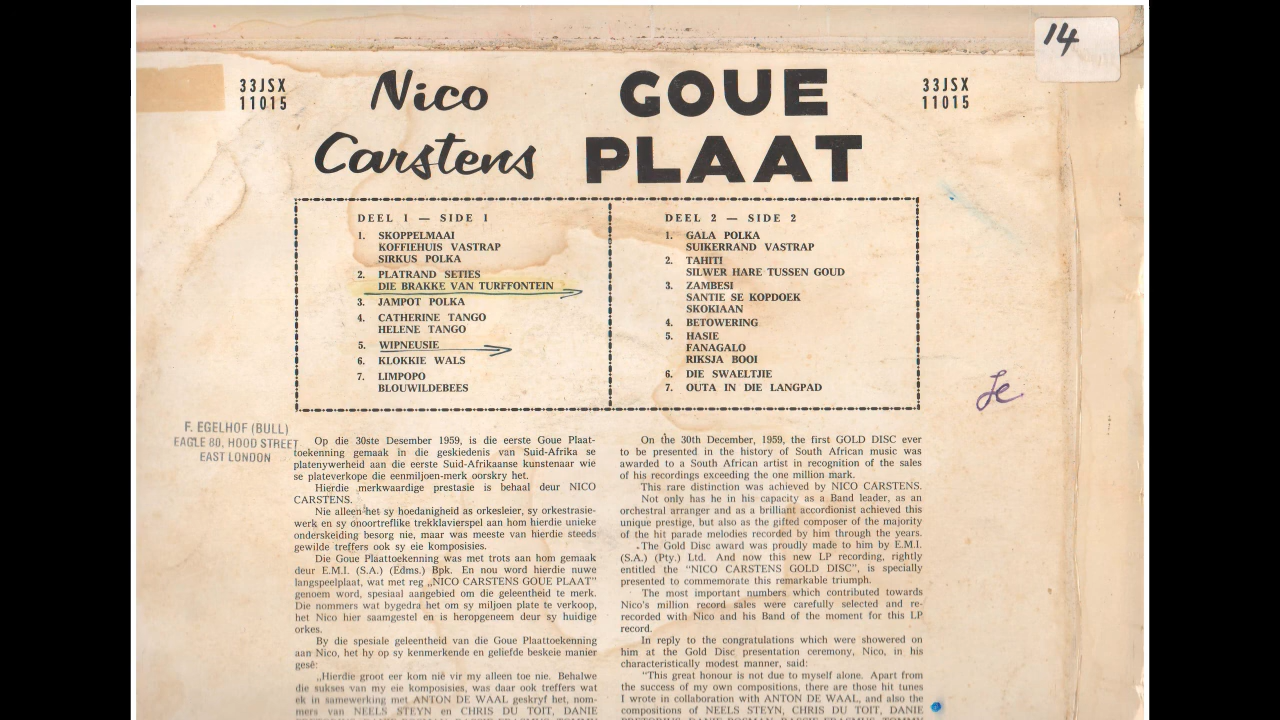 14
33JSX
11015
Nico
Carstens
GOUE
PLAAT
33JSX
11015
DEEL 1 — SIDE 1
1. SKOPPELMAAI
KOFFIEHUIS VASTRAP
SIRKUS POLKA
2. PLATRAND SETIES
DIE BRAKKE VAN TURFFONTEIN
3. JAMPOT POLKA
4. CATHERINE TANGO
HELENE TANGO
5. WIPNEUSIE
6. KLOKKIE WALS
7. LIMPOPO
BLOUWILDEBEES
DEEL 2 — SIDE 2
1. GALA POLKA
SUIKERRAND VASTRAP
2. TAHITI
SILWER HARE TUSSEN GOUD
3. ZAMBESI
SANTIE SE KOPDOEK
SKOKIAAN
4. BETOWERING
5. HASIE
FANAGALO
RIKSJA BOOI
6. DIE SWAELTJIE
7. OUTA IN DIE LANGPAD
F. EGELHOF (BULL)
EAGLE 80, HOOD STREET
EAST LONDON
Op die 30ste Desember 1959, is die eerste Goue Plaat-
toekenning gemaak in die geskiedenis van Suid-Afrika se
platenywerheid aan die eerste Suid-Afrikaanse kunstenaar wie
se plateverkope die eenmiljoen-merk oorskry het.
Hierdie merkwaardige prestasie is behaal deur NICO
CARSTENS.
Nie alleen het sy hoedanigheid as orkesleier, sy orkestrasie-
werk en sy onoortreflike trekklavierspel aan hom hierdie unieke
onderskeiding besorg nie, maar was meeste van hierdie steeds
gewilde treffers ook sy eie komposisies.
Die Goue Plaattoekenning was met trots aan hom gemaak
deur E.M.I. (S.A.) (Edms.) Bpk. En nou word hierdie nuwe
langspeelplaat, wat met reg „NICO CARSTENS GOUE PLAAT"
genoem word, spesiaal aangebied om die geleentheid te merk.
Die nommers wat bygedra het om sy miljoen plate te verkoop,
het Nico hier saamgestel en is heropgeneem deur sy huidige
orkes.
By die spesiale geleentheid van die Goue Plaattoekenning
aan Nico, het hy op sy kenmerkende en geliefde beskeie manier
gesê:
„Hierdie groot eer kom nie vir my alleen toe nie. Behalwe
die sukses van my eie komposisies, was daar ook treffers wat
ek in samewerking met ANTON DE WAAL geskryf het, nom-
mers van NEELS STEYN en CHRIS DU TOIT, DANIE
On the 30th December, 1959, the first GOLD DISC ever
to be presented in the history of South African music was
awarded to a South African artist in recognition of the sales
of his recordings exceeding the one million mark.
This rare distinction was achieved by NICO CARSTENS.
Not only has he in his capacity as a Band leader, as an
orchestral arranger and as a brilliant accordionist achieved this
unique prestige, but also as the gifted composer of the majority
of the hit parade melodies recorded by him through the years.
The Gold Disc award was proudly made to him by E.M.I.
(S.A.) (Pty.) Ltd. And now this new LP recording, rightly
entitled the "NICO CARSTENS GOLD DISC", is specially
presented to commemorate this remarkable triumph.
The most important numbers which contributed towards
Nico's million record sales were carefully selected and re-
recorded with Nico and his Band of the moment for this LP
record.
In reply to the congratulations which were showered on
him at the Gold Disc presentation ceremony, Nico, in his
characteristically modest manner, said:
"This great honour is not due to myself alone. Apart from
the success of my own compositions, there are those hit tunes
I wrote in collaboration with ANTON DE WAAL, and also the
compositions of NEELS STEYN, CHRIS DU TOIT, DANIE